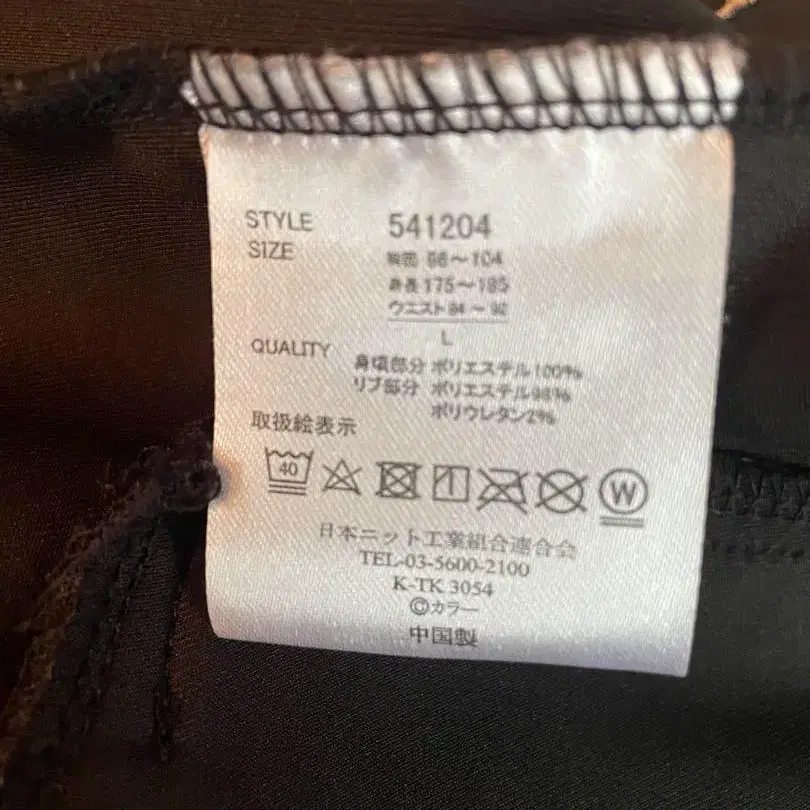 STYLE 541204
SIZE 胸囲 96～104
身長 175～185
ウエスト 84～92
L
QUALITY 身頃部分 ポリエステル100%
リブ部分 ポリエステル98%
ポリウレタン2%
取扱絵表示
40 W
日本ニット工業組合連合会
TEL-03-5600-2100
K-TK 3054
©カラー
中国製